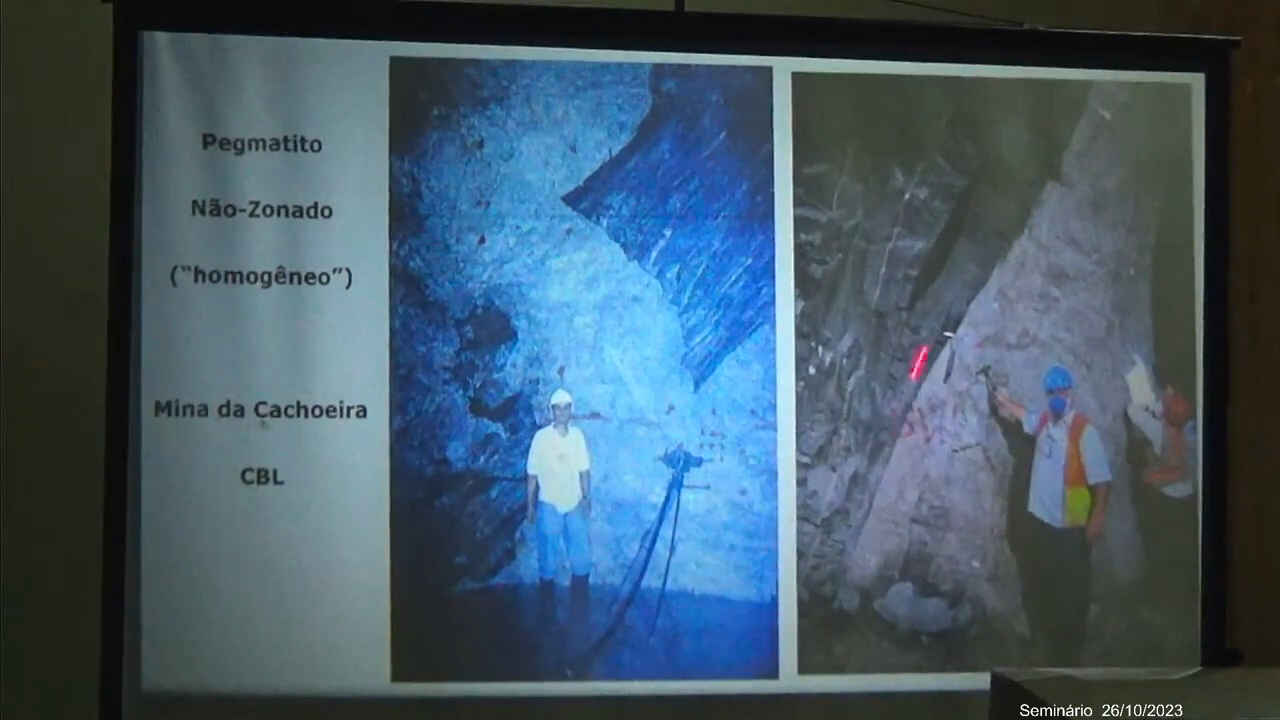 Pegmatito
Não-Zonado
(“homogêneo”)
Mina da Cachoeira
CBL
Seminário 26/10/2023